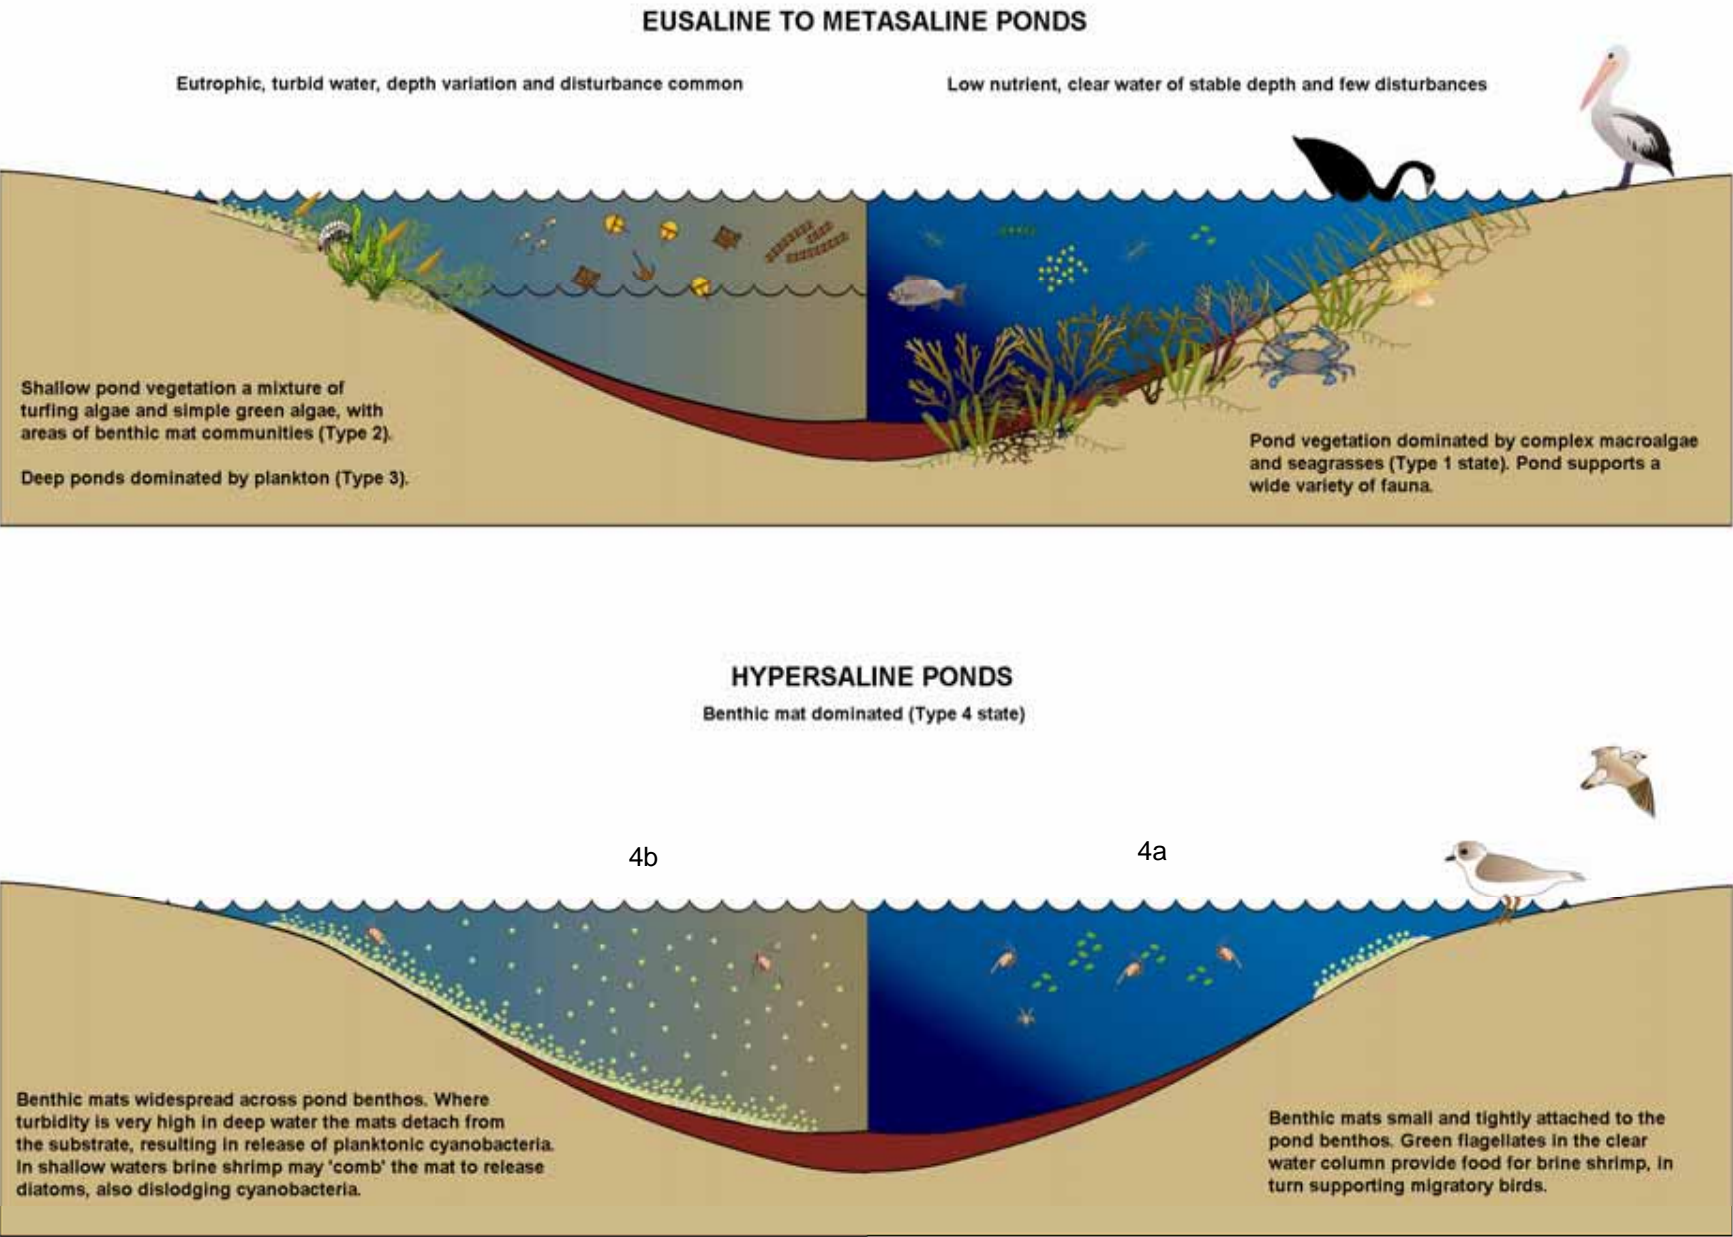 EUSALINE TO METASALINE PONDS
Eutrophic, turbid water, depth variation and disturbance common
Low nutrient, clear water of stable depth and few disturbances
Shallow pond vegetation a mixture of
turfing algae and simple green algae, with
areas of benthic mat communities (Type 2).
Deep ponds dominated by plankton (Type 3).
Pond vegetation dominated by complex macroalgae
and seagrasses (Type 1 state). Pond supports a
wide variety of fauna.
HYPERSALINE PONDS
Benthic mat dominated (Type 4 state)
4b
4a
Benthic mats widespread across pond benthos. Where
turbidity is very high in deep water the mats detach from
the substrate, resulting in release of planktonic cyanobacteria.
In shallow waters brine shrimp may 'comb' the mat to release
diatoms, also dislodging cyanobacteria.
Benthic mats small and tightly attached to the
pond benthos. Green flagellates in the clear
water column provide food for brine shrimp, in
turn supporting migratory birds.